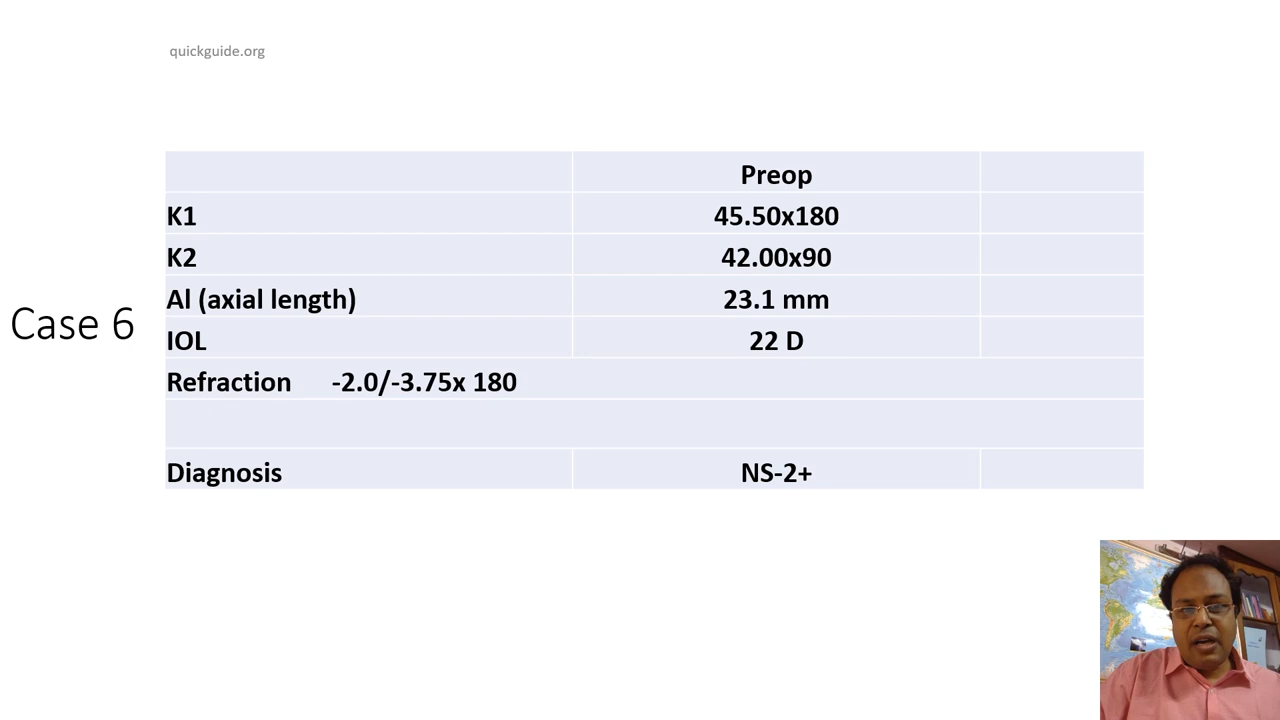 quickguide.org
Preop
K1 45.50x180
K2 42.00x90
Al (axial length) 23.1 mm
Case 6
IOL 22 D
Refraction -2.0/-3.75x 180
Diagnosis NS-2+